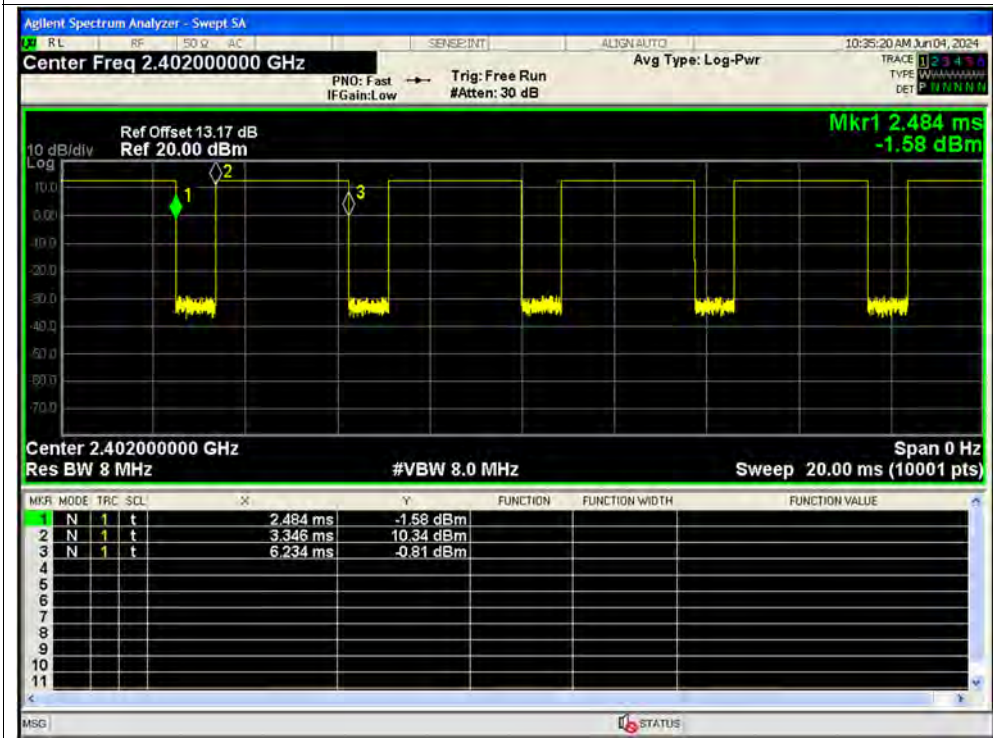 Agilent Spectrum Analyzer - Swept SA
RL RF 50 Ω AC SENSE:INT ALIGN AUTO 10:35:20 AM Jun 04, 2024
Center Freq 2.402000000 GHz
Avg Type: Log-Pwr
TRACE 1 2 3 4 5 6
PNO: Fast
Trig: Free Run
TYPE
IFGain:Low
#Atten: 30 dB
DET P N N N N N
Mkr1 2.484 ms
-1.58 dBm
Ref Offset 13.17 dB
10 dB/div Ref 20.00 dBm
Log
10.0
0.00
-10.0
-20.0
-30.0
-40.0
-50.0
-60.0
-70.0
1
2
3
Center 2.402000000 GHz Span 0 Hz
Res BW 8 MHz #VBW 8.0 MHz Sweep 20.00 ms (10001 pts)
MKR MODE TRC SCL X Y FUNCTION FUNCTION WIDTH FUNCTION VALUE
1 N 1 t 2.484 ms -1.58 dBm
2 N 1 t 3.346 ms 10.34 dBm
3 N 1 t 6.234 ms -0.81 dBm
4
5
6
7
8
9
10
11
MSG STATUS